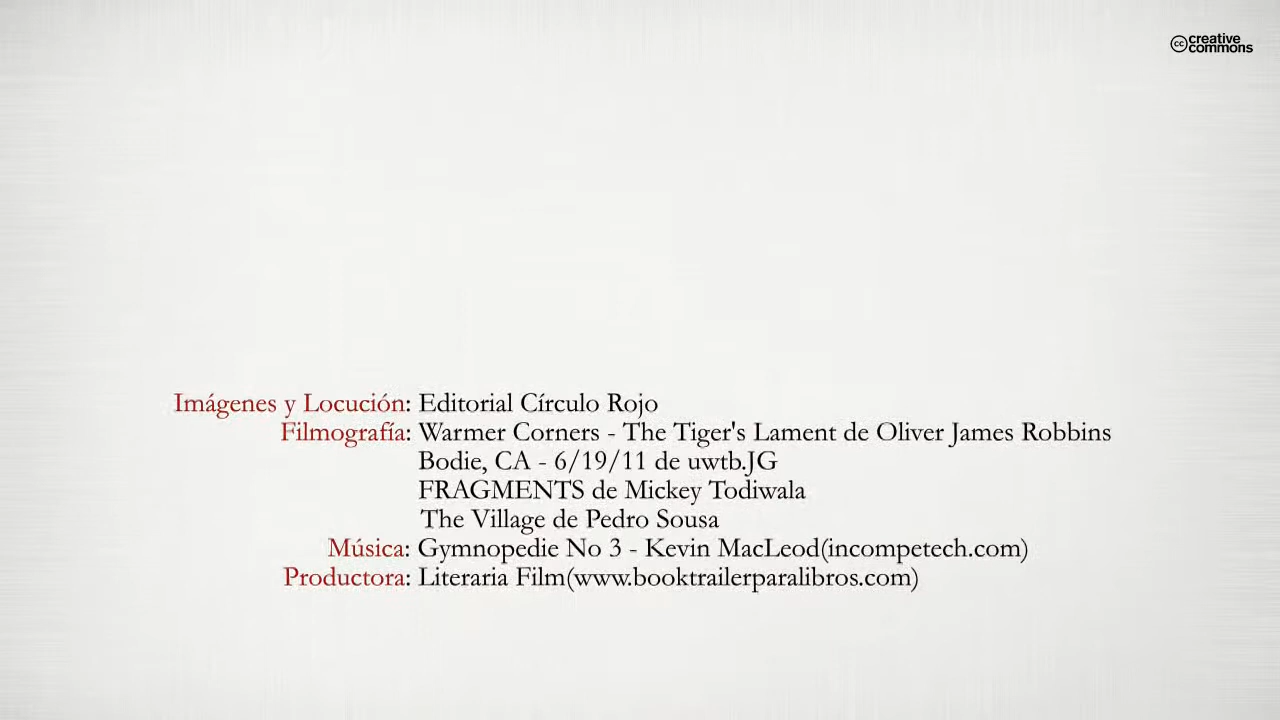 creative
commons
Imágenes y Locución: Editorial Círculo Rojo
Filmografía: Warmer Corners - The Tiger's Lament de Oliver James Robbins
Bodie, CA - 6/19/11 de uwtb.JG
FRAGMENTS de Mickey Todiwala
The Village de Pedro Sousa
Música: Gymnopedie No 3 - Kevin MacLeod(incompetech.com)
Productora: Literaria Film(www.booktrailerparalibros.com)